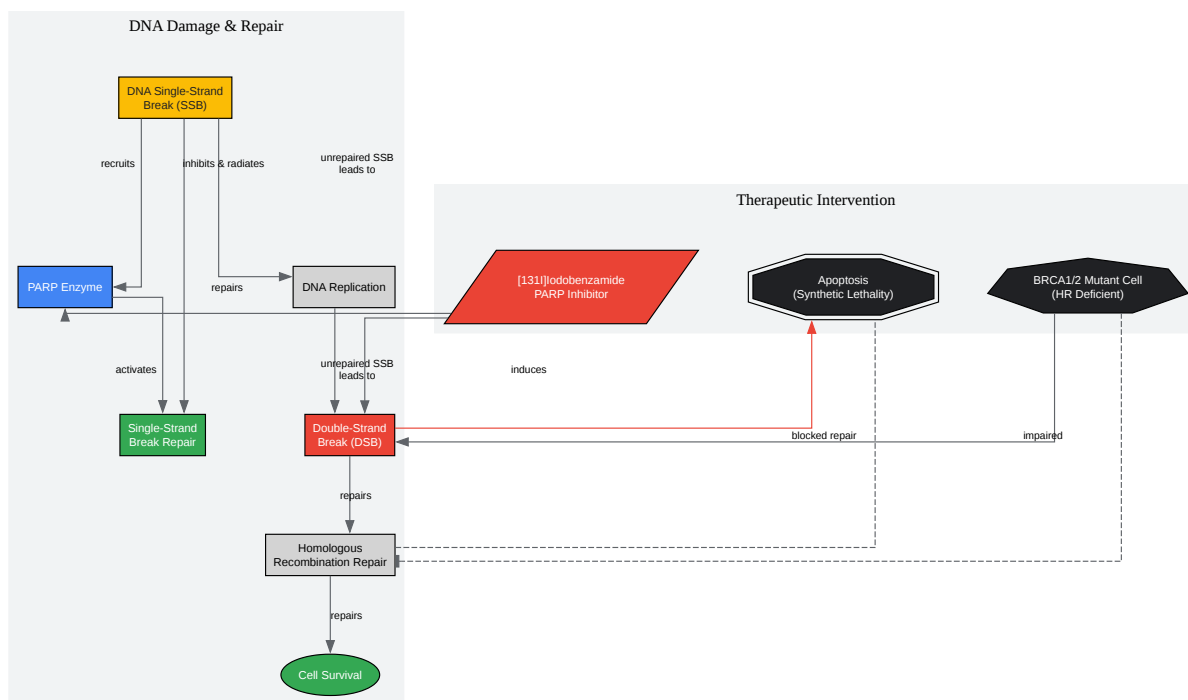 DNA Damage & Repair
DNA Single-Strand
Break (SSB)
recruits
inhibits & radiates
unrepaired SSB
leads to
Therapeutic Intervention
PARP Enzyme
repairs
DNA Replication
[131I]Iodobenzamide
PARP Inhibitor
Apoptosis
(Synthetic Lethality)
BRCA1/2 Mutant Cell
(HR Deficient)
activates
unrepaired SSB
leads to
induces
Single-Strand
Break Repair
Double-Strand
Break (DSB)
blocked repair
impaired
repairs
Homologous
Recombination Repair
repairs
Cell Survival